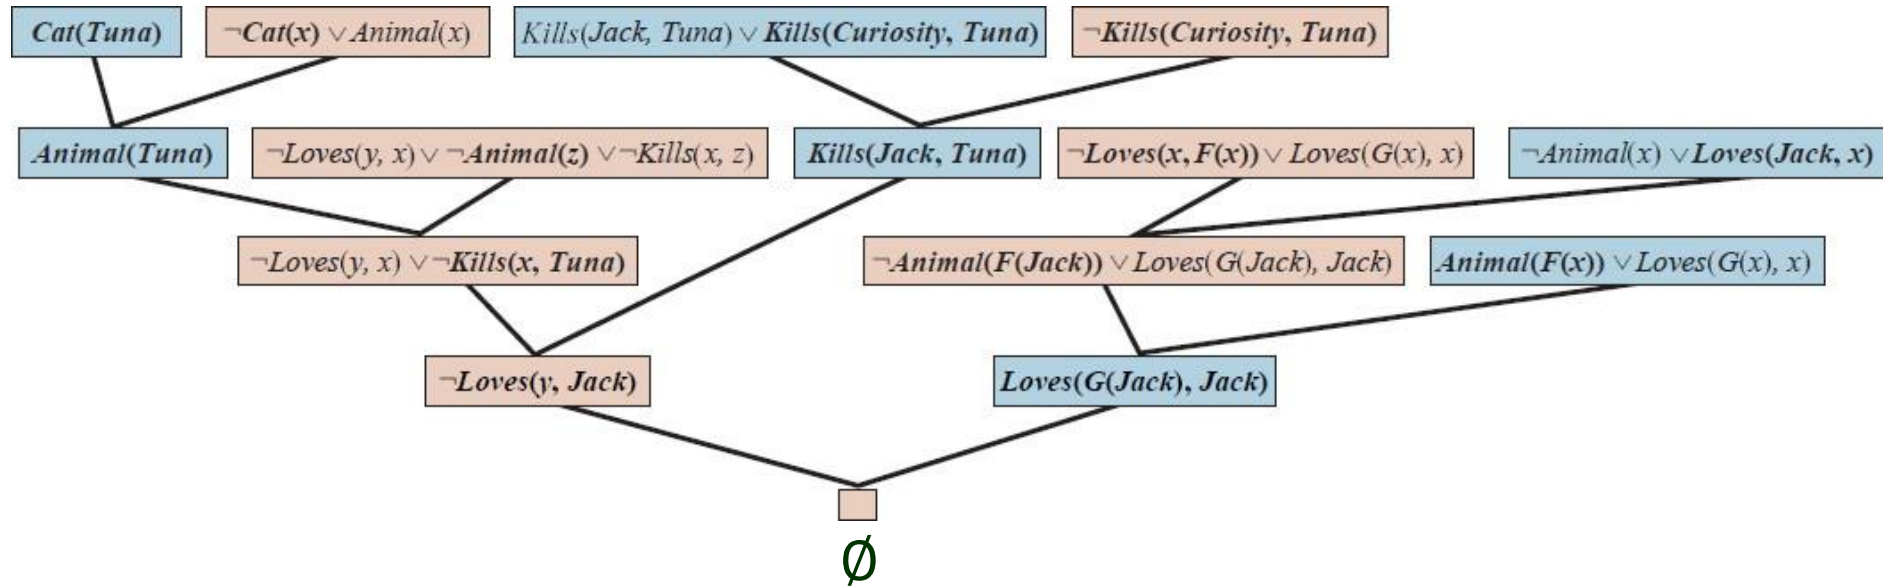 Cat(Tuna) ¬Cat(x) ∨ Animal(x) Kills(Jack, Tuna) ∨ Kills(Curiosity, Tuna) ¬Kills(Curiosity, Tuna)
Animal(Tuna) ¬Loves(y, x) ∨ ¬Animal(z) ∨ ¬Kills(x, z) Kills(Jack, Tuna) ¬Loves(x, F(x)) ∨ Loves(G(x), x) ¬Animal(x) ∨ Loves(Jack, x)
¬Loves(y, x) ∨ ¬Kills(x, Tuna) ¬Animal(F(Jack)) ∨ Loves(G(Jack), Jack) Animal(F(x)) ∨ Loves(G(x), x)
¬Loves(y, Jack) Loves(G(Jack), Jack)
Ø